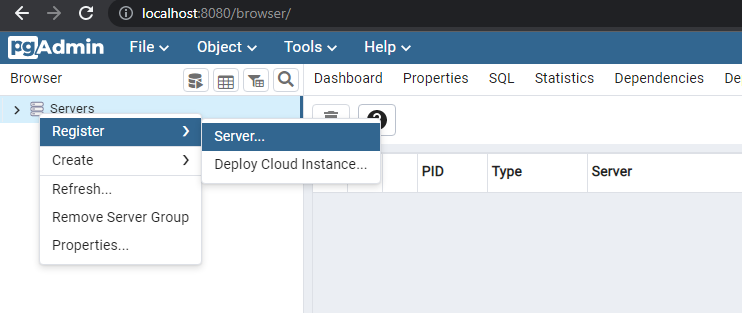 localhost:8080/browser/
pgAdmin File Object Tools Help
Browser
Dashboard Properties SQL Statistics Dependencies De
Servers
Register
Server...
Create
Deploy Cloud Instance...
Refresh...
Remove Server Group
Properties...
PID Type Server